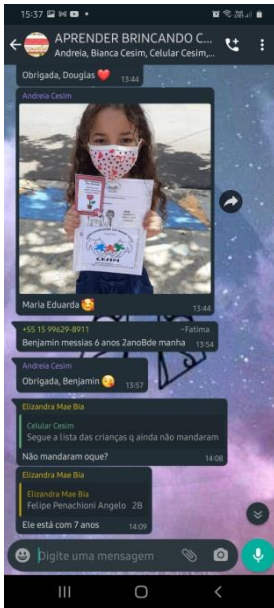 15:37
APRENDER BRINCANDO C...
Andreia, Bianca Cesim, Celular Cesim,...
Obrigada, Douglas ❤️ 13:44
Andreia Cesim
CESIM
Maria Eduarda 🥰 13:44
+55 15 99629-8911 ~Fatima
Benjamin messias 6 anos 2anoBde manha 13:54
Andreia Cesim
Obrigada, Benjamin 😘 13:57
Elizandra Mae Bia
Celular Cesim
Segue a lista das crianças q ainda não mandaram
Não mandaram oque? 14:08
Elizandra Mae Bia
Elizandra Mae Bia
Felipe Penachioni Angelo 2B
Ele está com 7 anos 14:09
Digite uma mensagem